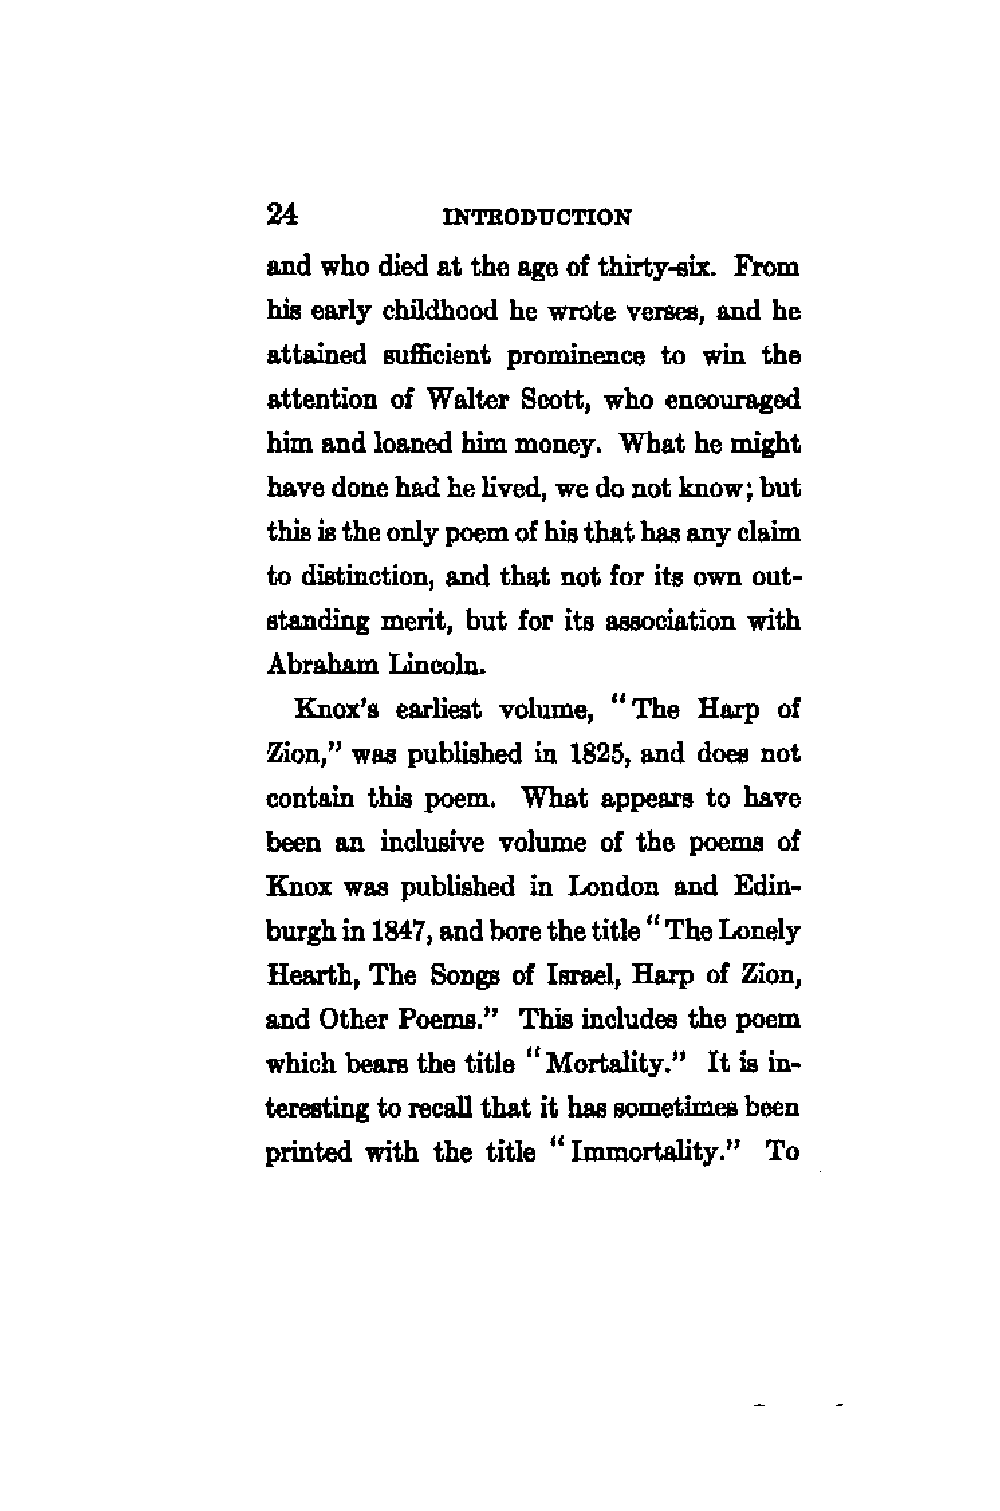 24 INTRODUCTION
and who died at the age of thirty-six. From
his early childhood he wrote verses, and he
attained sufficient prominence to win the
attention of Walter Scott, who encouraged
him and loaned him money. What he might
have done had he lived, we do not know; but
this is the only poem of his that has any claim
to distinction, and that not for its own out-
standing merit, but for its association with
Abraham Lincoln.
Knox's earliest volume, "The Harp of
Zion," was published in 1825, and does not
contain this poem. What appears to have
been an inclusive volume of the poems of
Knox was published in London and Edin-
burgh in 1847, and bore the title "The Lonely
Hearth, The Songs of Israel, Harp of Zion,
and Other Poems." This includes the poem
which bears the title "Mortality." It is in-
teresting to recall that it has sometimes been
printed with the title "Immortality." To